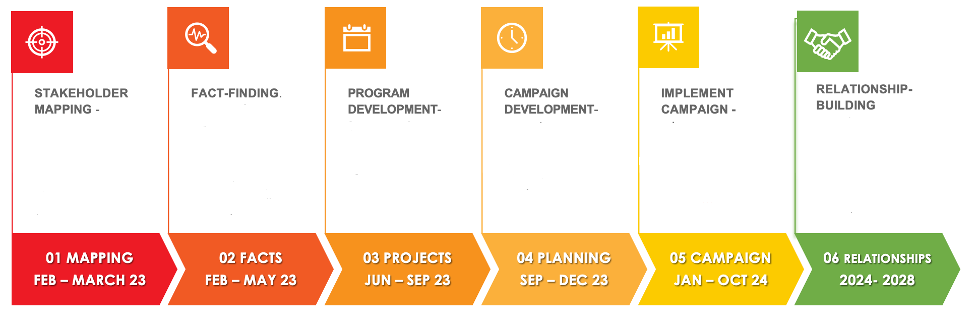 STAKEHOLDER
MAPPING -
FACT-FINDING.
PROGRAM
DEVELOPMENT-
CAMPAIGN
DEVELOPMENT-
IMPLEMENT
CAMPAIGN -
RELATIONSHIP-
BUILDING
01 MAPPING
FEB – MARCH 23
02 FACTS
FEB – MAY 23
03 PROJECTS
JUN – SEP 23
04 PLANNING
SEP – DEC 23
05 CAMPAIGN
JAN – OCT 24
06 RELATIONSHIPS
2024- 2028